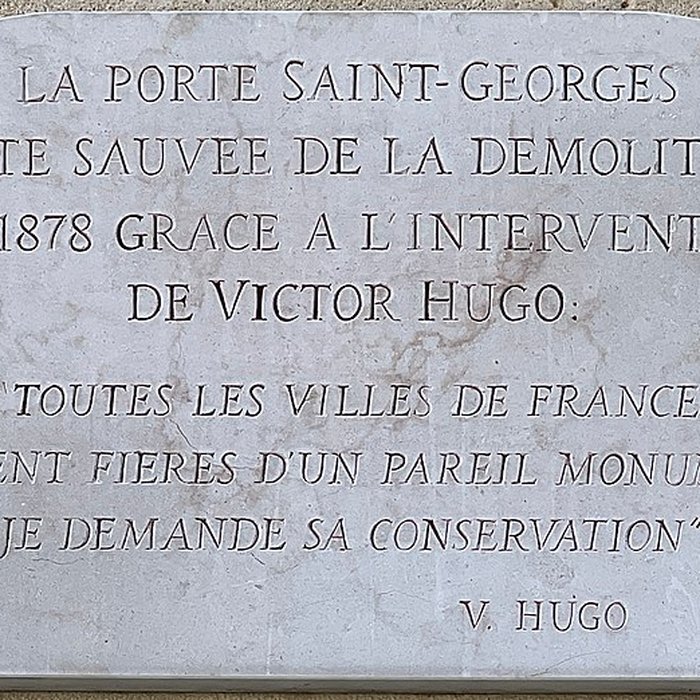 LA PORTE SAINT-GEORGES
TE SAUVEE DE LA DEMOLIT
1878 GRACE A L'INTERVENT
DE VICTOR HUGO:
"TOUTES LES VILLES DE FRANCE
ENT FIERES D'UN PAREIL MONUM
JE DEMANDE SA CONSERVATION"
V. HUGO